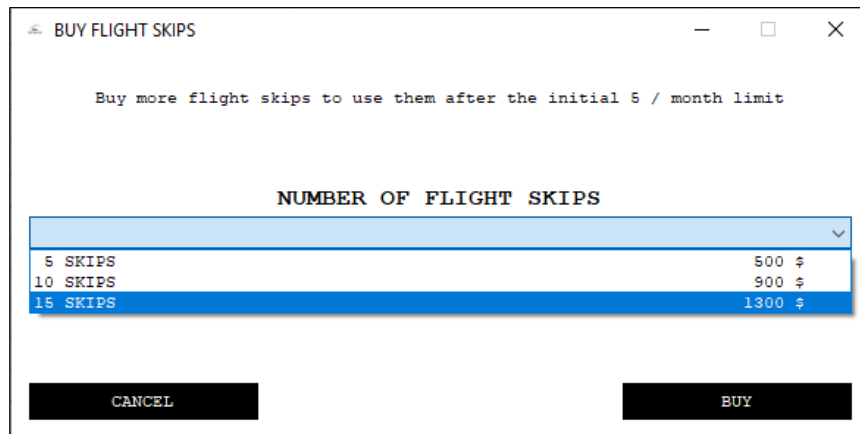 BUY FLIGHT SKIPS
Buy more flight skips to use them after the initial 5 / month limit
NUMBER OF FLIGHT SKIPS
5 SKIPS 500 $
10 SKIPS 900 $
15 SKIPS 1300 $
CANCEL BUY